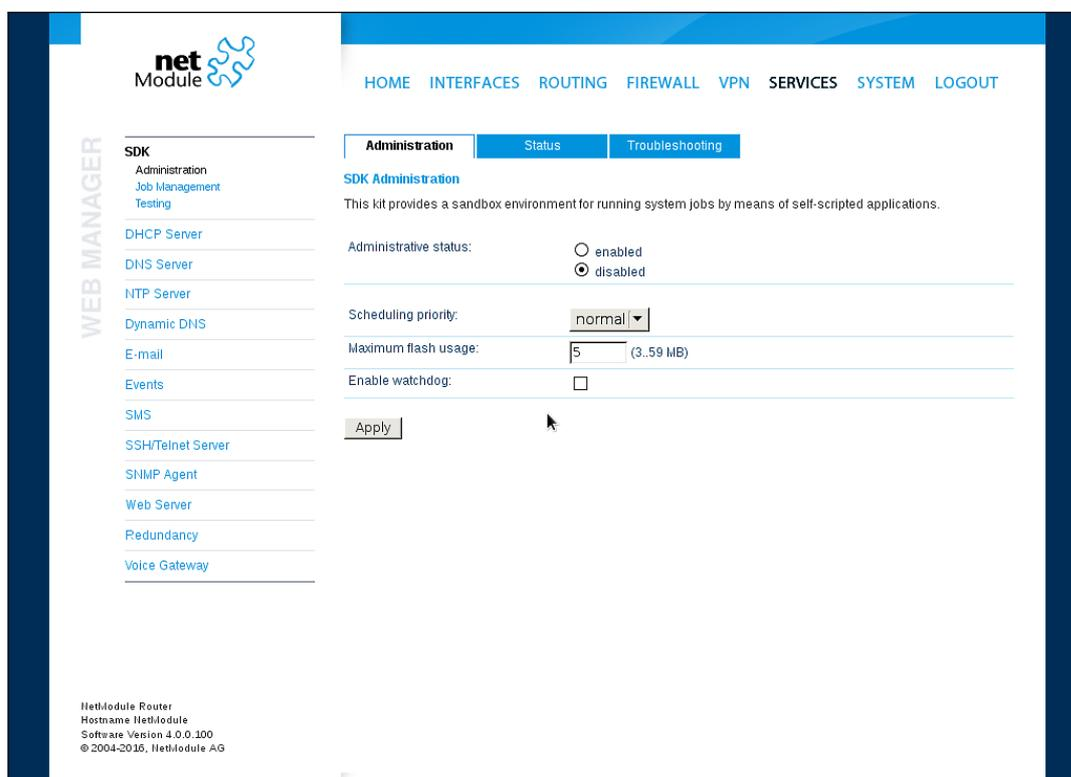 net
Module
HOME INTERFACES ROUTING FIREWALL VPN SERVICES SYSTEM LOGOUT
WEB MANAGER
SDK
Administration
Job Management
Testing
DHCP Server
DNS Server
NTP Server
Dynamic DNS
E-mail
Events
SMS
SSH/Telnet Server
SNMP Agent
Web Server
Redundancy
Voice Gateway
Administration Status Troubleshooting
SDK Administration
This kit provides a sandbox environment for running system jobs by means of self-scripted applications.
Administrative status:
enabled
disabled
Scheduling priority: normal
Maximum flash usage: 5 (3..59 MB)
Enable watchdog:
Apply
NetModule Router
Hostname NetModule
Software Version 4.0.0.100
© 2004-2016, NetModule AG